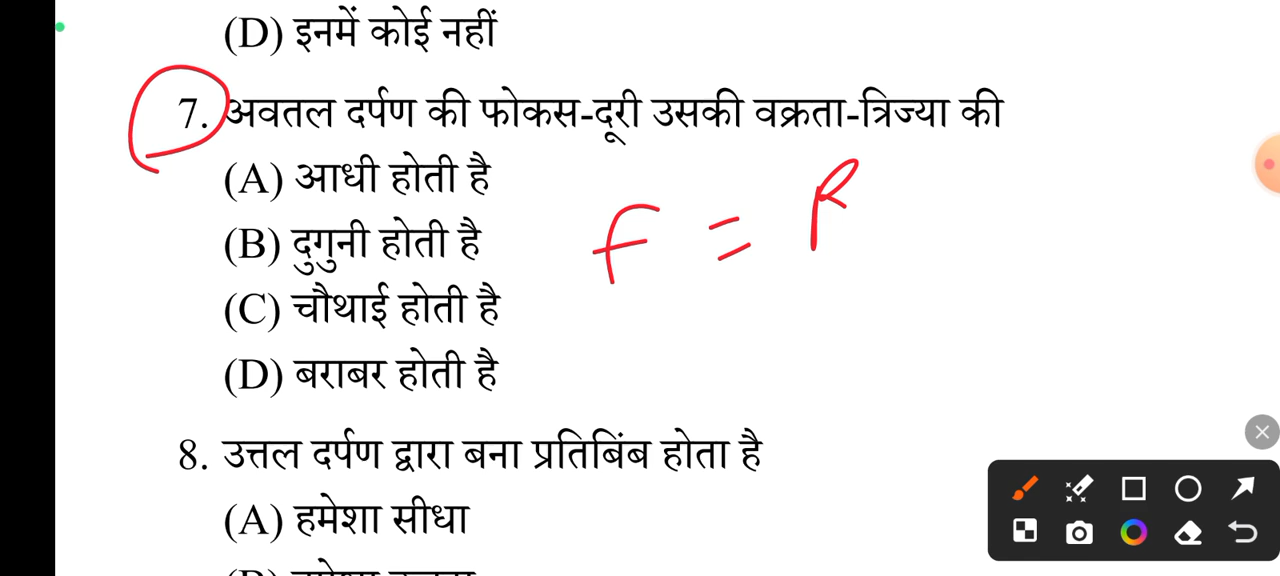 (D) इनमें कोई नहीं
7. अवतल दर्पण की फोकस-दूरी उसकी वक्रता-त्रिज्या की
(A) आधी होती है
(B) दुगुनी होती है
(C) चौथाई होती है
(D) बराबर होती है
f = R
8. उत्तल दर्पण द्वारा बना प्रतिबिंब होता है
(A) हमेशा सीधा